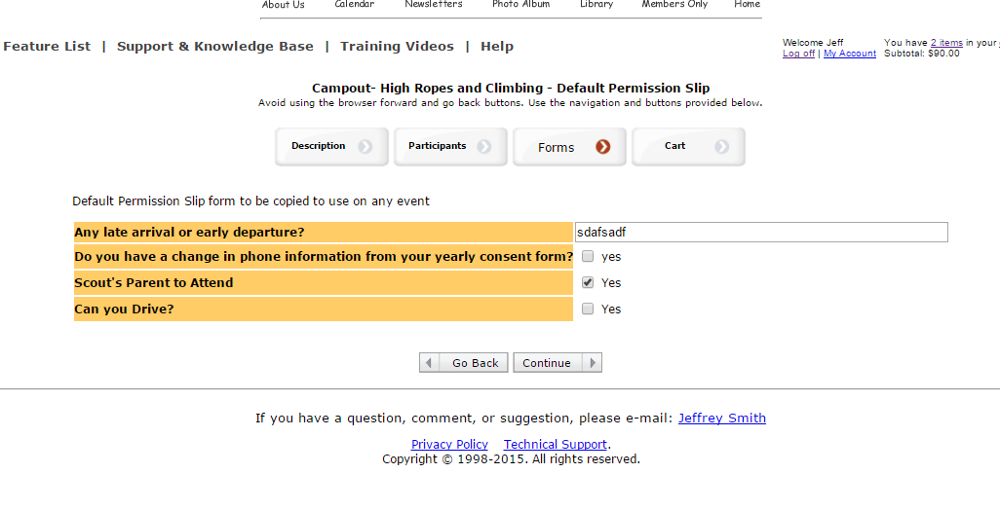 About Us Calendar Newsletters Photo Album Library Members Only Home
Feature List | Support & Knowledge Base | Training Videos | Help
Welcome Jeff You have 2 items in your
Log off | My Account Subtotal: $90.00
Campout- High Ropes and Climbing - Default Permission Slip
Avoid using the browser forward and go back buttons. Use the navigation and buttons provided below.
Description Participants Forms Cart
Default Permission Slip form to be copied to use on any event
Any late arrival or early departure? sdafsadf
Do you have a change in phone information from your yearly consent form? yes
Scout's Parent to Attend Yes
Can you Drive? Yes
Go Back Continue
If you have a question, comment, or suggestion, please e-mail: Jeffrey Smith
Privacy Policy Technical Support.
Copyright © 1998-2015. All rights reserved.